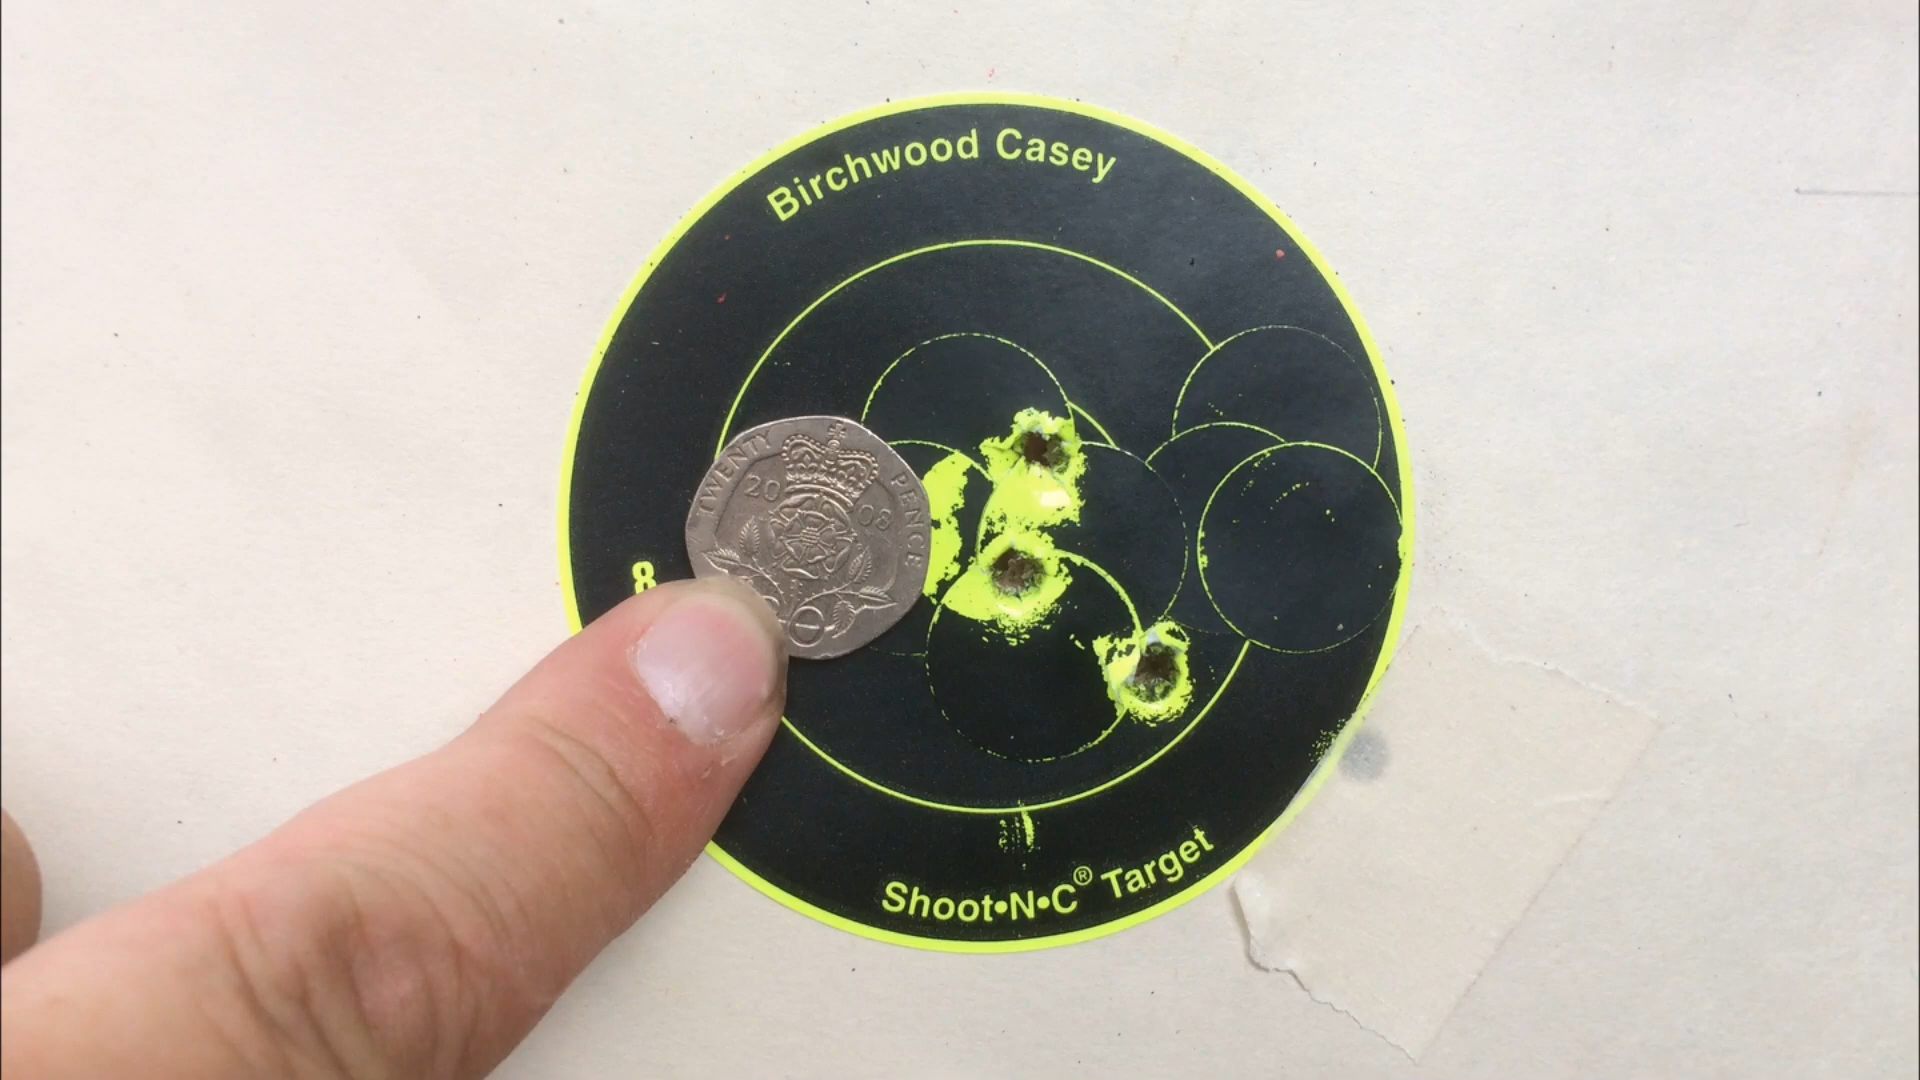 Birchwood Casey
TWENTY PENCE
20 08
8
Shoot•N•C® Target